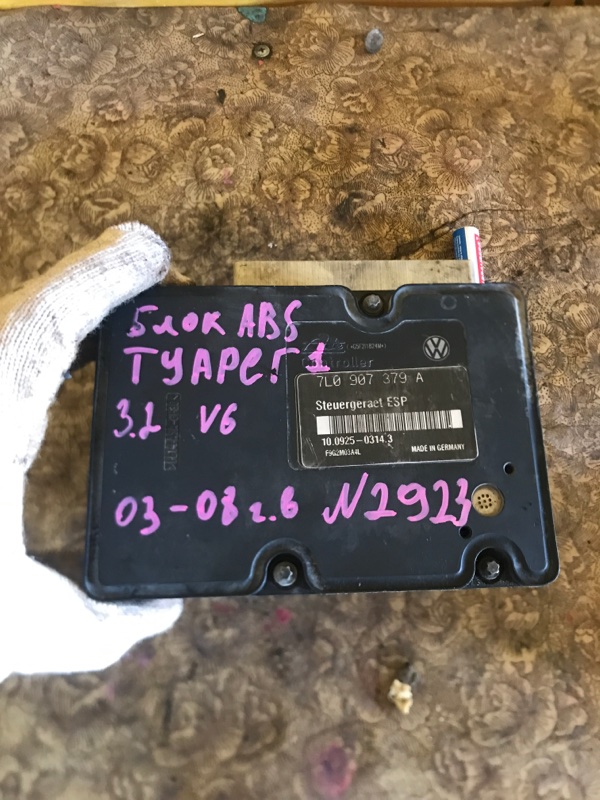 Блок ABS
ТУАРЕГ 1
3.2 V6
03-08 г.в
N2923
Controller
7L0 907 379 A
Steuergeraet ESP
10.0925-0314.3
F9G2M03A4L
MADE IN GERMANY